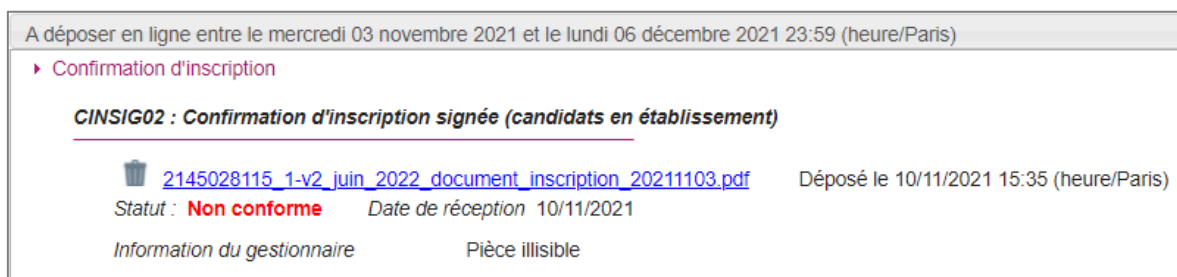 A déposer en ligne entre le mercredi 03 novembre 2021 et le lundi 06 décembre 2021 23:59 (heure/Paris)
Confirmation d'inscription
CINSIG02 : Confirmation d'inscription signée (candidats en établissement)
2145028115_1-v2_juin_2022_document_inscription_20211103.pdf Déposé le 10/11/2021 15:35 (heure/Paris)
Statut : Non conforme Date de réception 10/11/2021
Information du gestionnaire Pièce illisible